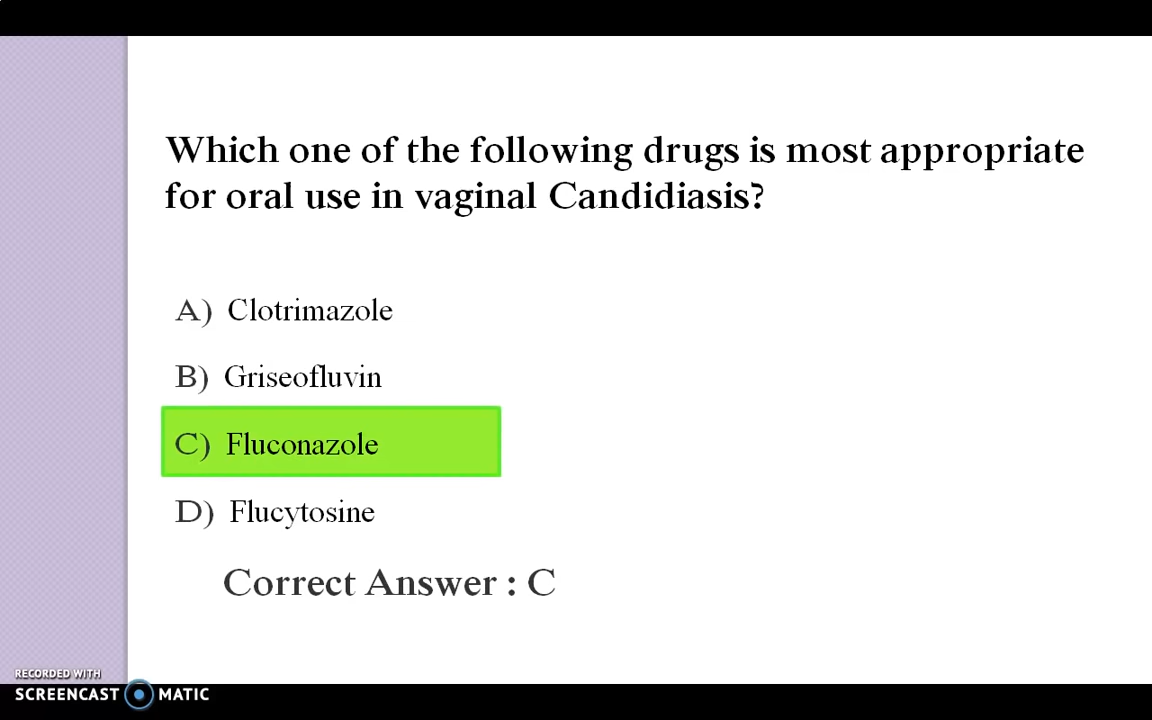 Which one of the following drugs is most appropriate
for oral use in vaginal Candidiasis?
A) Clotrimazole
B) Griseofluvin
C) Fluconazole
D) Flucytosine
Correct Answer : C
RECORDED WITH
SCREENCAST MATIC